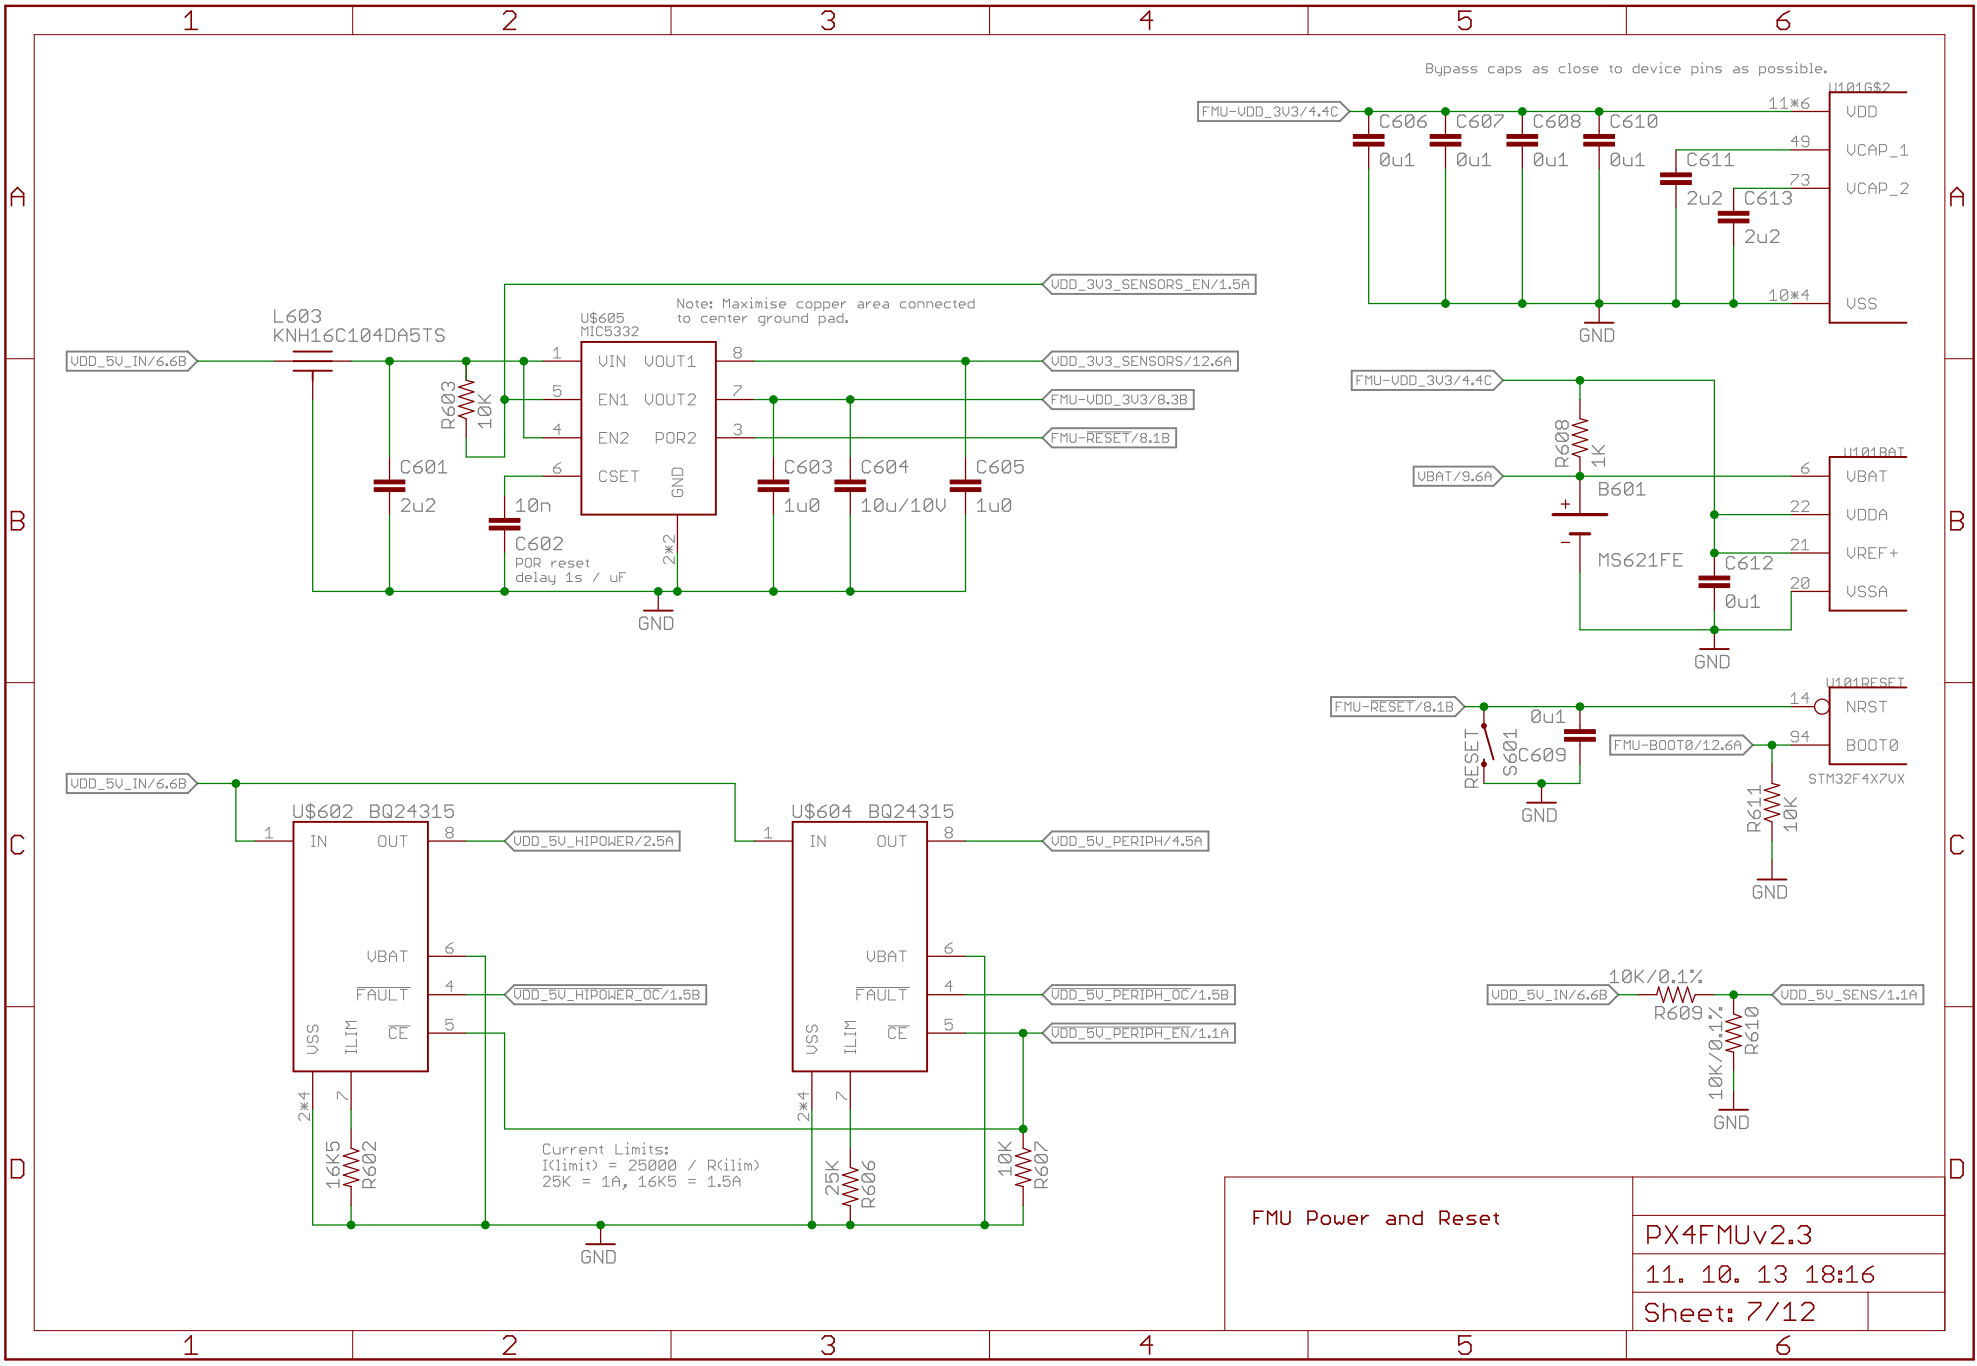 1 2 3 4 5 6
A
B
C
D
A
B
C
D
L603
KNH16C104DA5TS
VDD_5V_IN/6.6B
R603
10K
C601
2u2
10n
C602
POR reset
delay 1s / uF
U$605
MIC5332
Note: Maximise copper area connected
to center ground pad.
1 VIN VOUT1 8
5 EN1 VOUT2 7
4 EN2 POR2 3
6 CSET
GND
2*2
VDD_3V3_SENSORS_EN/1.5A
VDD_3V3_SENSORS/12.6A
FMU-VDD_3V3/8.3B
FMU-RESET/8.1B
C603
1u0
C604
10u/10V
C605
1u0
GND
Bypass caps as close to device pins as possible.
FMU-VDD_3V3/4.4C
C606
0u1
C607
0u1
C608
0u1
C610
0u1
C611
2u2
C613
2u2
U101G$2
11*6 VDD
49 VCAP_1
73 VCAP_2
10*4 VSS
GND
FMU-VDD_3V3/4.4C
R608
1K
VBAT/9.6A
B601
+
-
MS621FE
C612
0u1
U101BAT
6 VBAT
22 VDDA
21 VREF+
20 VSSA
GND
FMU-RESET/8.1B
RESET
S601
0u1
C609
GND
FMU-BOOT0/12.6A
U101RESET
14 NRST
94 BOOT0
STM32F4X7VX
R611
10K
GND
VDD_5V_IN/6.6B
U$602 BQ24315
1 IN OUT 8
VBAT 6
FAULT 4
CE 5
VSS
ILIM
2*4
7
16K5
R602
VDD_5V_HIPOWER/2.5A
VDD_5V_HIPOWER_OC/1.5B
U$604 BQ24315
1 IN OUT 8
VBAT 6
FAULT 4
CE 5
VSS
ILIM
2*4
7
25K
R606
VDD_5V_PERIPH/4.5A
VDD_5V_PERIPH_OC/1.5B
VDD_5V_PERIPH_EN/1.1A
10K
R607
Current Limits:
I(limit) = 25000 / R(ilim)
25K = 1A, 16K5 = 1.5A
GND
VDD_5V_IN/6.6B
10K/0.1%
R609
VDD_5V_SENS/1.1A
10K/0.1%
R610
GND
FMU Power and Reset
PX4FMUv2.3
11. 10. 13 18:16
Sheet: 7/12
1 2 3 4 5 6